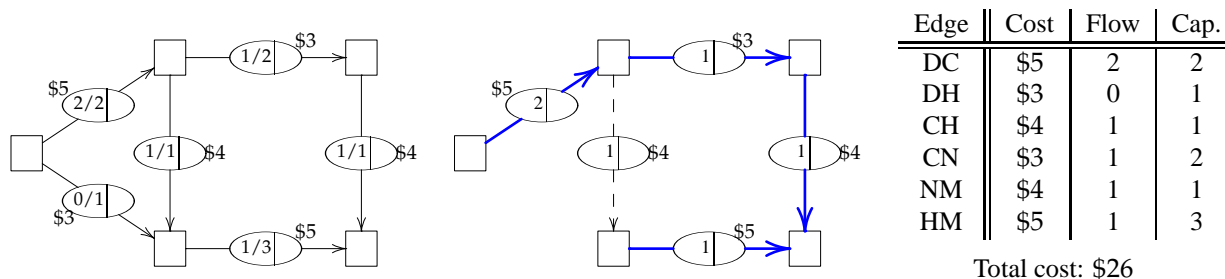 $3
1/2
$5
2/2
1/1 $4
1/1 $4
0/1
$3
$5
1/3
$3
1
$5
2
1 $4
1 $4
$5
1
Edge Cost Flow Cap.
DC $5 2 2
DH $3 0 1
CH $4 1 1
CN $3 1 2
NM $4 1 1
HM $5 1 3
Total cost: $26